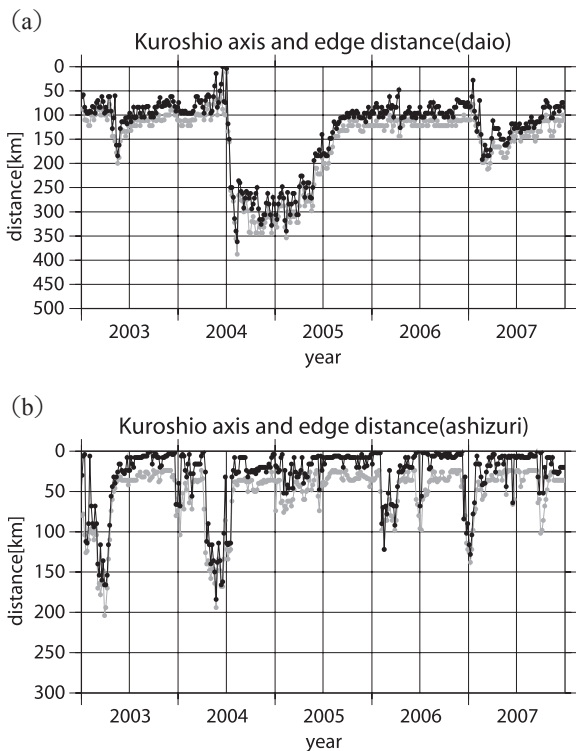 (a)
Kuroshio axis and edge distance(daio)
0
50
100
150
200
250
300
350
400
450
500
distance[km]
2003 2004 2005 2006 2007
year
(b)
Kuroshio axis and edge distance(ashizuri)
0
50
100
150
200
250
300
distance[km]
2003 2004 2005 2006 2007
year